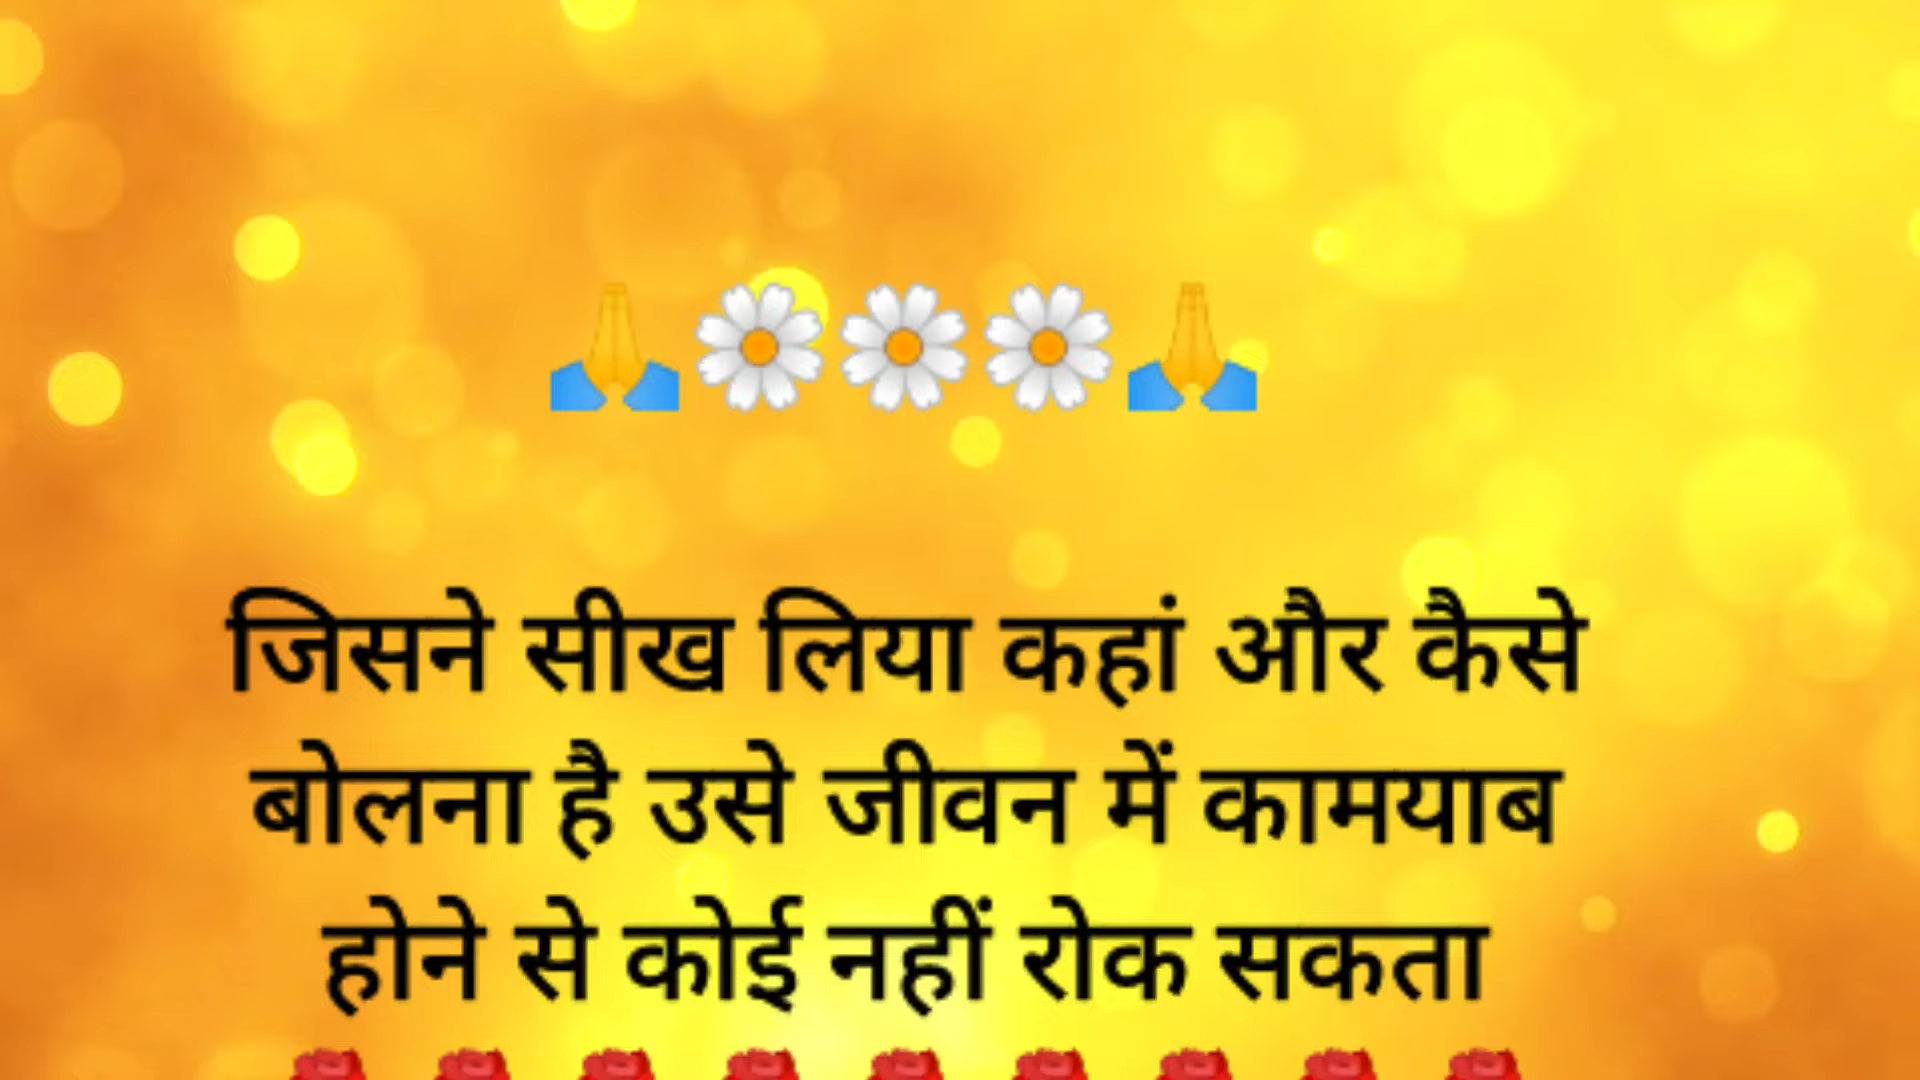 🙏🌼🌼🌼🙏
जिसने सीख लिया कहां और कैसे
बोलना है उसे जीवन में कामयाब
होने से कोई नहीं रोक सकता
🌹🌹🌹🌹🌹🌹🌹🌹🌹